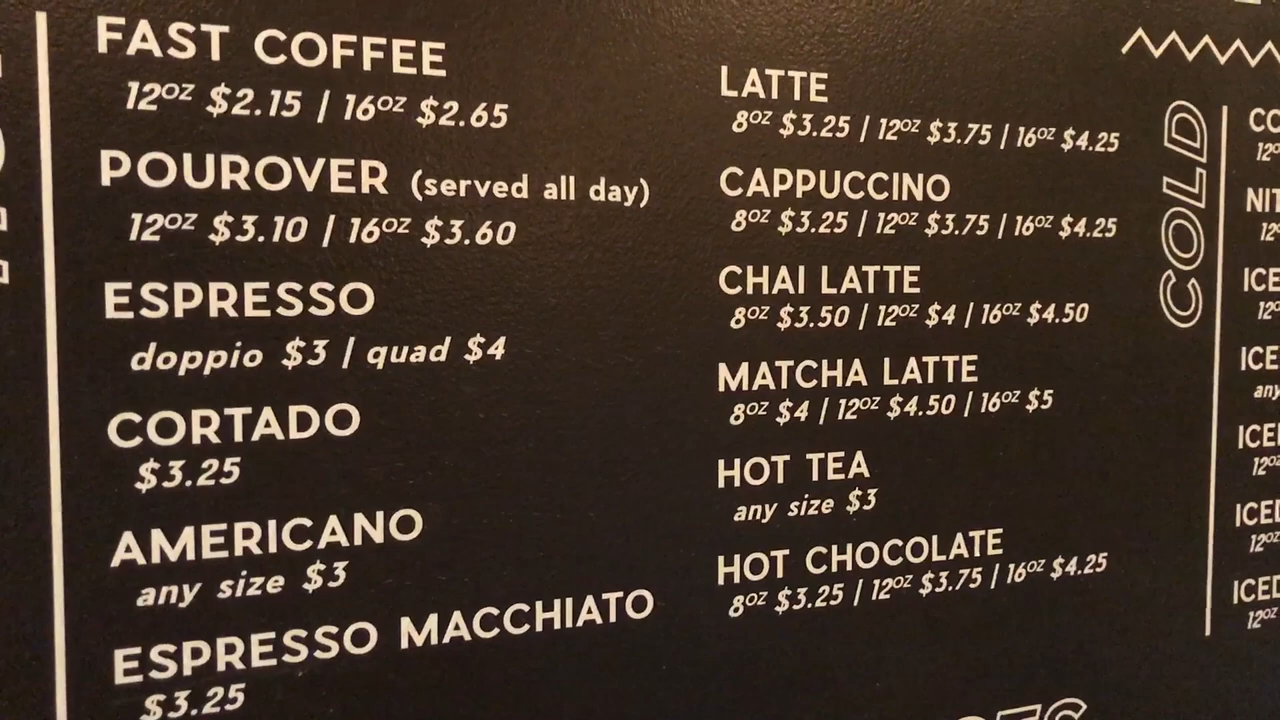 FAST COFFEE
12OZ $2.15 | 16OZ $2.65
POUROVER (served all day)
12OZ $3.10 | 16OZ $3.60
ESPRESSO
doppio $3 | quad $4
CORTADO
$3.25
AMERICANO
any size $3
ESPRESSO MACCHIATO
$3.25
LATTE
8OZ $3.25 | 12OZ $3.75 | 16OZ $4.25
CAPPUCCINO
8OZ $3.25 | 12OZ $3.75 | 16OZ $4.25
CHAI LATTE
8OZ $3.50 | 12OZ $4 | 16OZ $4.50
MATCHA LATTE
8OZ $4 | 12OZ $4.50 | 16OZ $5
HOT TEA
any size $3
HOT CHOCOLATE
8OZ $3.25 | 12OZ $3.75 | 16OZ $4.25
COLD
any